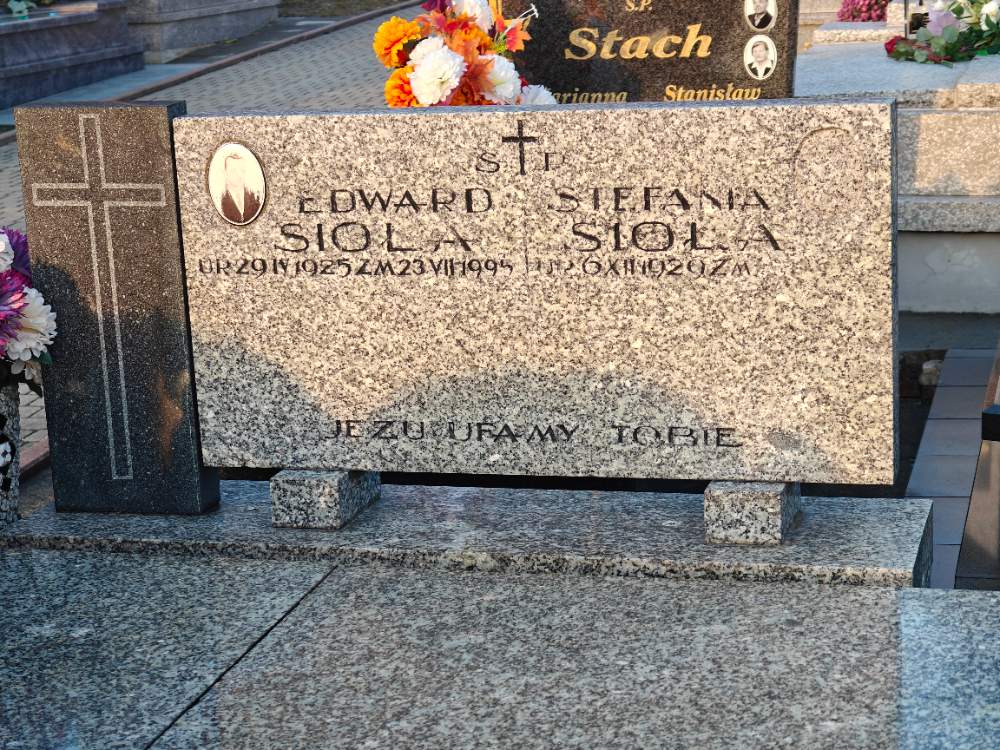 S.P.
Stach
Marianna Stanisław
S P
EDWARD STEFANIA
SIOŁA SIOŁA
UR 29 IV 1925 ZM 23 VII 1995 UR 6 XII 1929 ZM
JEZU UFAMY TOBIE